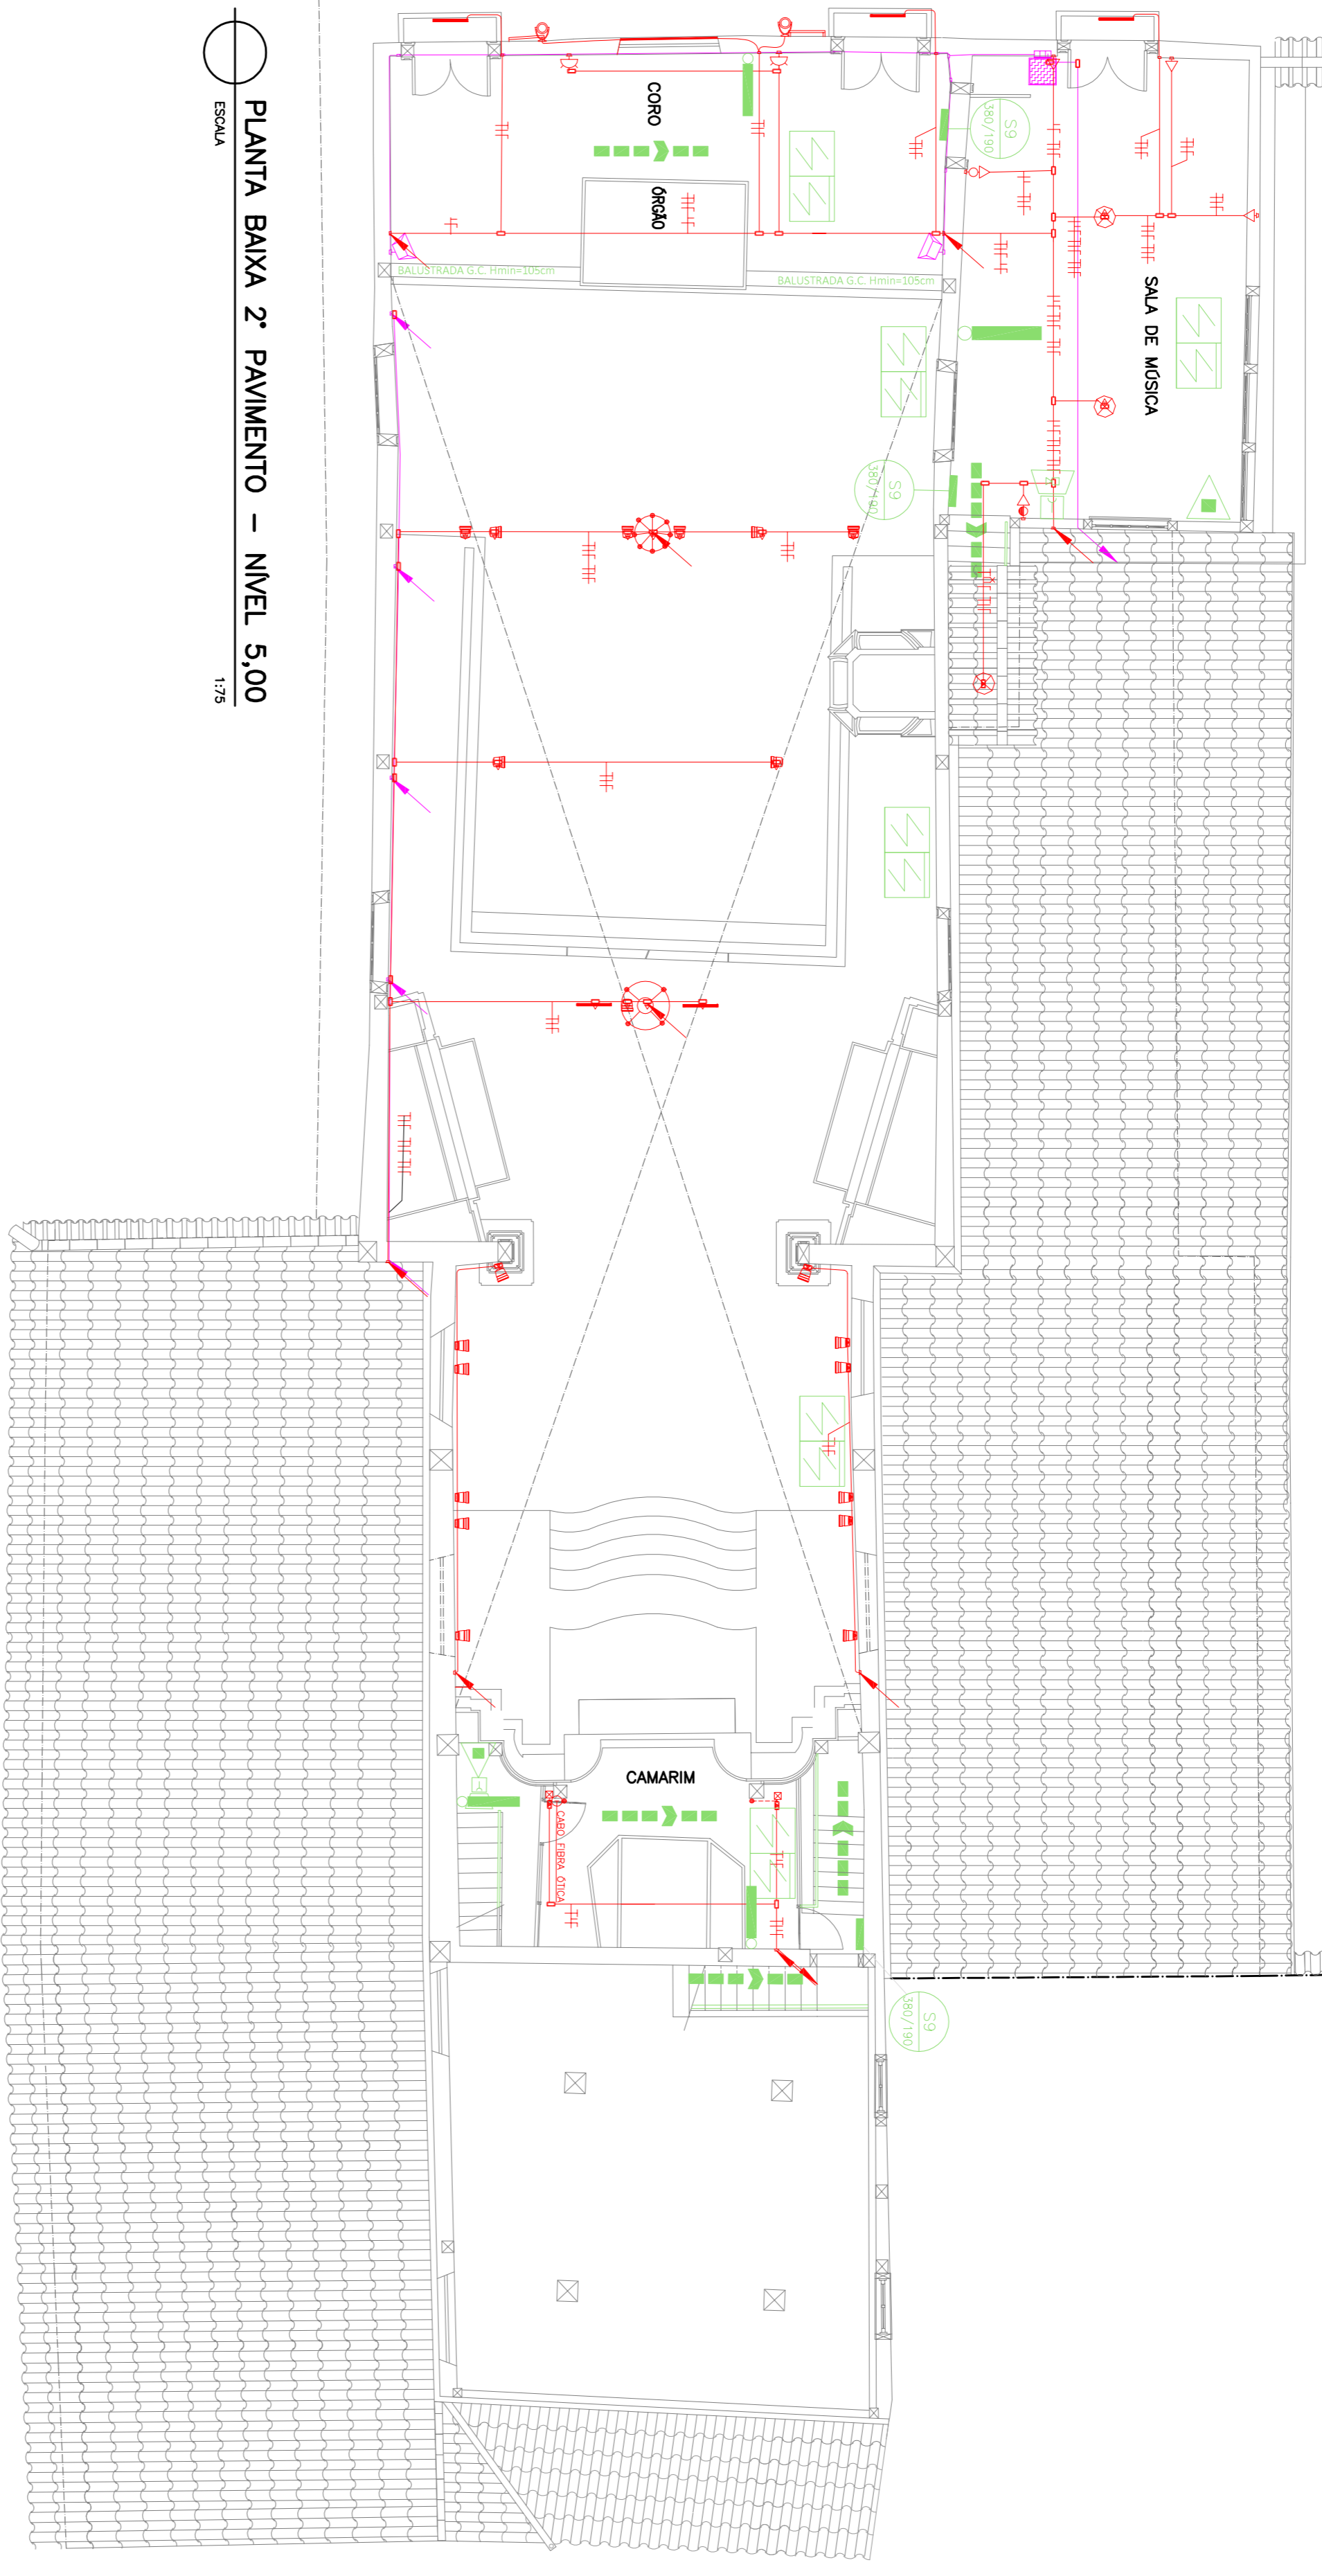 PLANTA BAIXA 2° PAVIMENTO – NÍVEL 5,00
ESCALA
1:75
CORO
ÓRGÃO
BALUSTRADA G.C. Hmin=105cm
BALUSTRADA G.C. Hmin=105cm
S9
380/190
SALA DE MÚSICA
S9
380/190
CAMARIM
CABO FIBRA ÓTICA
S9
380/190